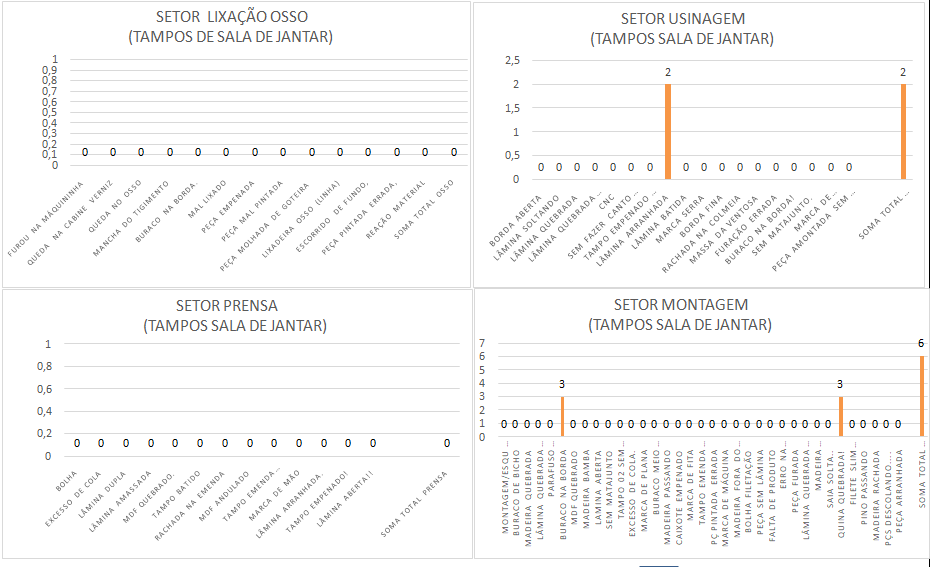 SETOR LIXAÇÃO OSSO
(TAMPOS DE SALA DE JANTAR)
1
0,9
0,8
0,7
0,6
0,5
0,4
0,3
0,2
0,1
0
0 0 0 0 0 0 0 0 0 0 0 0 0 0
FUROU NA MÁQUININHA
QUEDA NA CABINE VERNIZ
QUEDA NO OSSO
MANCHA DO TIGIMENTO
BURACO NA BORDA.
MAL LIXADO
PEÇA EMPENADA
PEÇA MAL PINTADA
PEÇA MOLHADA DE GOTEIRA
LIXADEIRA OSSO (LINHA)
ESCORRIDO DE FUNDO,
PEÇA PINTADA ERRADA,
REAÇÃO MATERIAL
SOMA TOTAL OSSO
SETOR USINAGEM
(TAMPOS SALA DE JANTAR)
2,5
2
1,5
1
0,5
0
0 0 0 0 0 0 0 2 0 0 0 0 0 0 0 0 0 0 2
BORDA ABERTA
LÂMINA SOLTANDO
LÂMINA QUEBRADA
LÂMINA QUEBRADA..
SEM FAZER CNC
TAMPO CANTO..
TAMPO EMPENADO
LÂMINA ARRANHADA
LÂMINA BATIDA
MARCA SERRA
BORDA FINA
RACHADA NA COLMEIA
MASSA DA VENTOSA
FURAÇÃO ERRADA
BURACO NA BORDA!
SEM MATAJUNTO.
MARCA DE..
PEÇA AMONTADA SEM..
SOMA TOTAL..
SETOR PRENSA
(TAMPOS SALA DE JANTAR)
1
0,8
0,6
0,4
0,2
0
0 0 0 0 0 0 0 0 0 0 0 0 0 0
BOLHA
EXCESSO DE COLA
LÂMINA DUPLA
LÂMINA AMASSADA
MDF QUEBRADO.
TAMPO BATIDO
RACHADA NA EMENDA
MDF ANDULADO
TAMPO EMENDA..
MARCA DE MÃO
LÂMINA ARRANHADA
TAMPO EMPENADO!
LÂMINA ABERTA!!
SOMA TOTAL PRENSA
SETOR MONTAGEM
(TAMPOS SALA DE JANTAR)
7
6
5
4
3
2
1
0
0 0 0 0 0 3 0 0 0 0 0 0 0 0 0 0 0 0 0 0 0 0 0 0 0 0 0 0 0 3 0 0 0 0 0 6
MONTAGEM/ESQU
BURACO DE BICHO
MADEIRA QUEBRADA
LÂMINA QUEBRADA
PARÁFUSO
BURACO NA BORDA
MDF QUEBRADO
MADEIRA BAMBA
LAMINA ABERTA
SEM MATAJUNTO
TAMPO 02 SEM
EXCESSO DE COLA.
MARCA DE PLAINA
BURACO MEIO
MADEIRA PASSANDO
CAIXOTE EMPENADO
MARCA DE FITA
TAMPO EMENDA
PÇ PINTADA ERRADA
MARCA DE MÁQUINA
MADEIRA FORA DO
BOLHA FILETAÇÃO
PEÇA SEM LÂMINA
FALTA DE PRODUTO
ERRO NA
PEÇA FURADA
LÂMINA QUEBRADA
MADEIRA
SAIA SOLTA..
QUINA QUEBRADA!
FILETE SLIM
PINO PASSANDO
MADEIRA RACHADA
PÇS DESCOLANDO....
PEÇA ARRANHADA
SOMA TOTAL